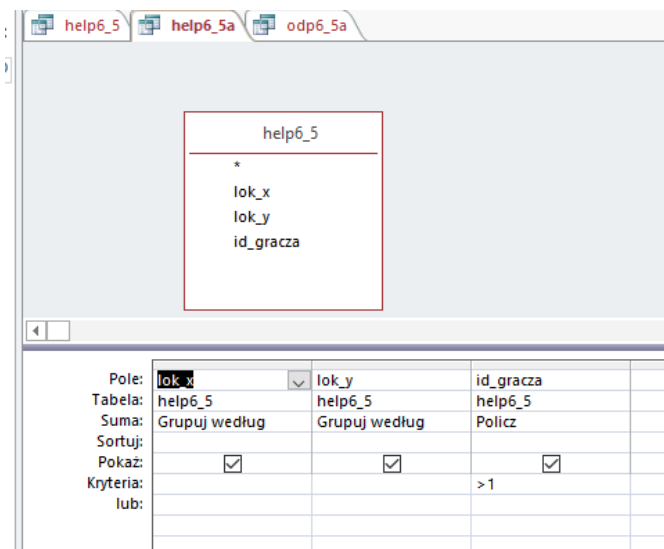 help6_5 help6_5a odp6_5a
help6_5
*
lok_x
lok_y
id_gracza
Pole: lok_x lok_y id_gracza
Tabela: help6_5 help6_5 help6_5
Suma: Grupuj według Grupuj według Policz
Sortuj:
Pokaż:
Kryteria: >1
lub: